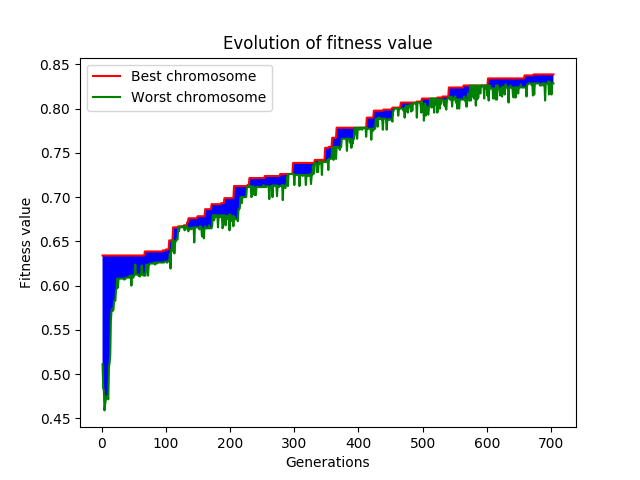 Evolution of fitness value
Best chromosome
Worst chromosome
Fitness value
0.85
0.80
0.75
0.70
0.65
0.60
0.55
0.50
0.45
0 100 200 300 400 500 600 700
Generations